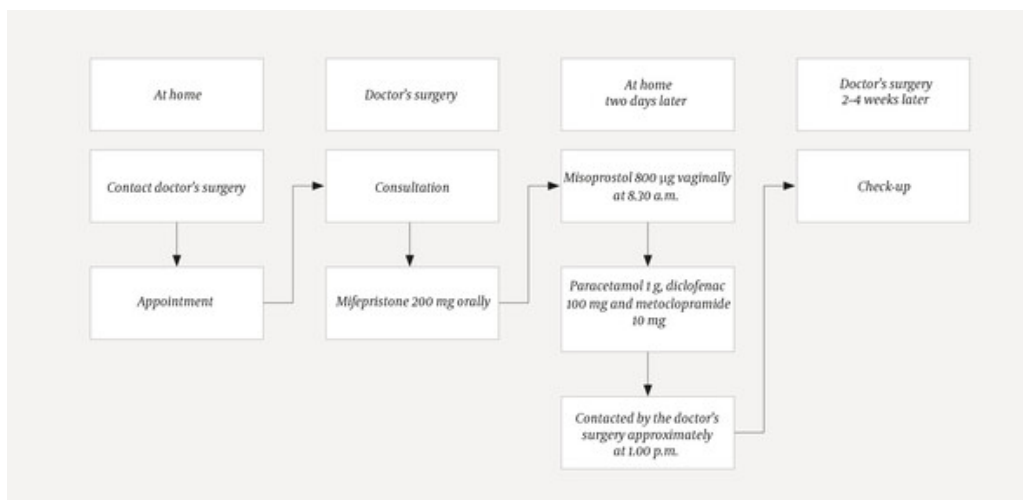 At home
Contact doctor's surgery
Appointment
Doctor's surgery
Consultation
Mifepristone 200 mg orally
At home
two days later
Misoprostol 800 µg vaginally
at 8.30 a.m.
Paracetamol 1 g, diclofenac
100 mg and metoclopramide
10 mg
Contacted by the doctor's
surgery approximately
at 1.00 p.m.
Doctor's surgery
2-4 weeks later
Check-up